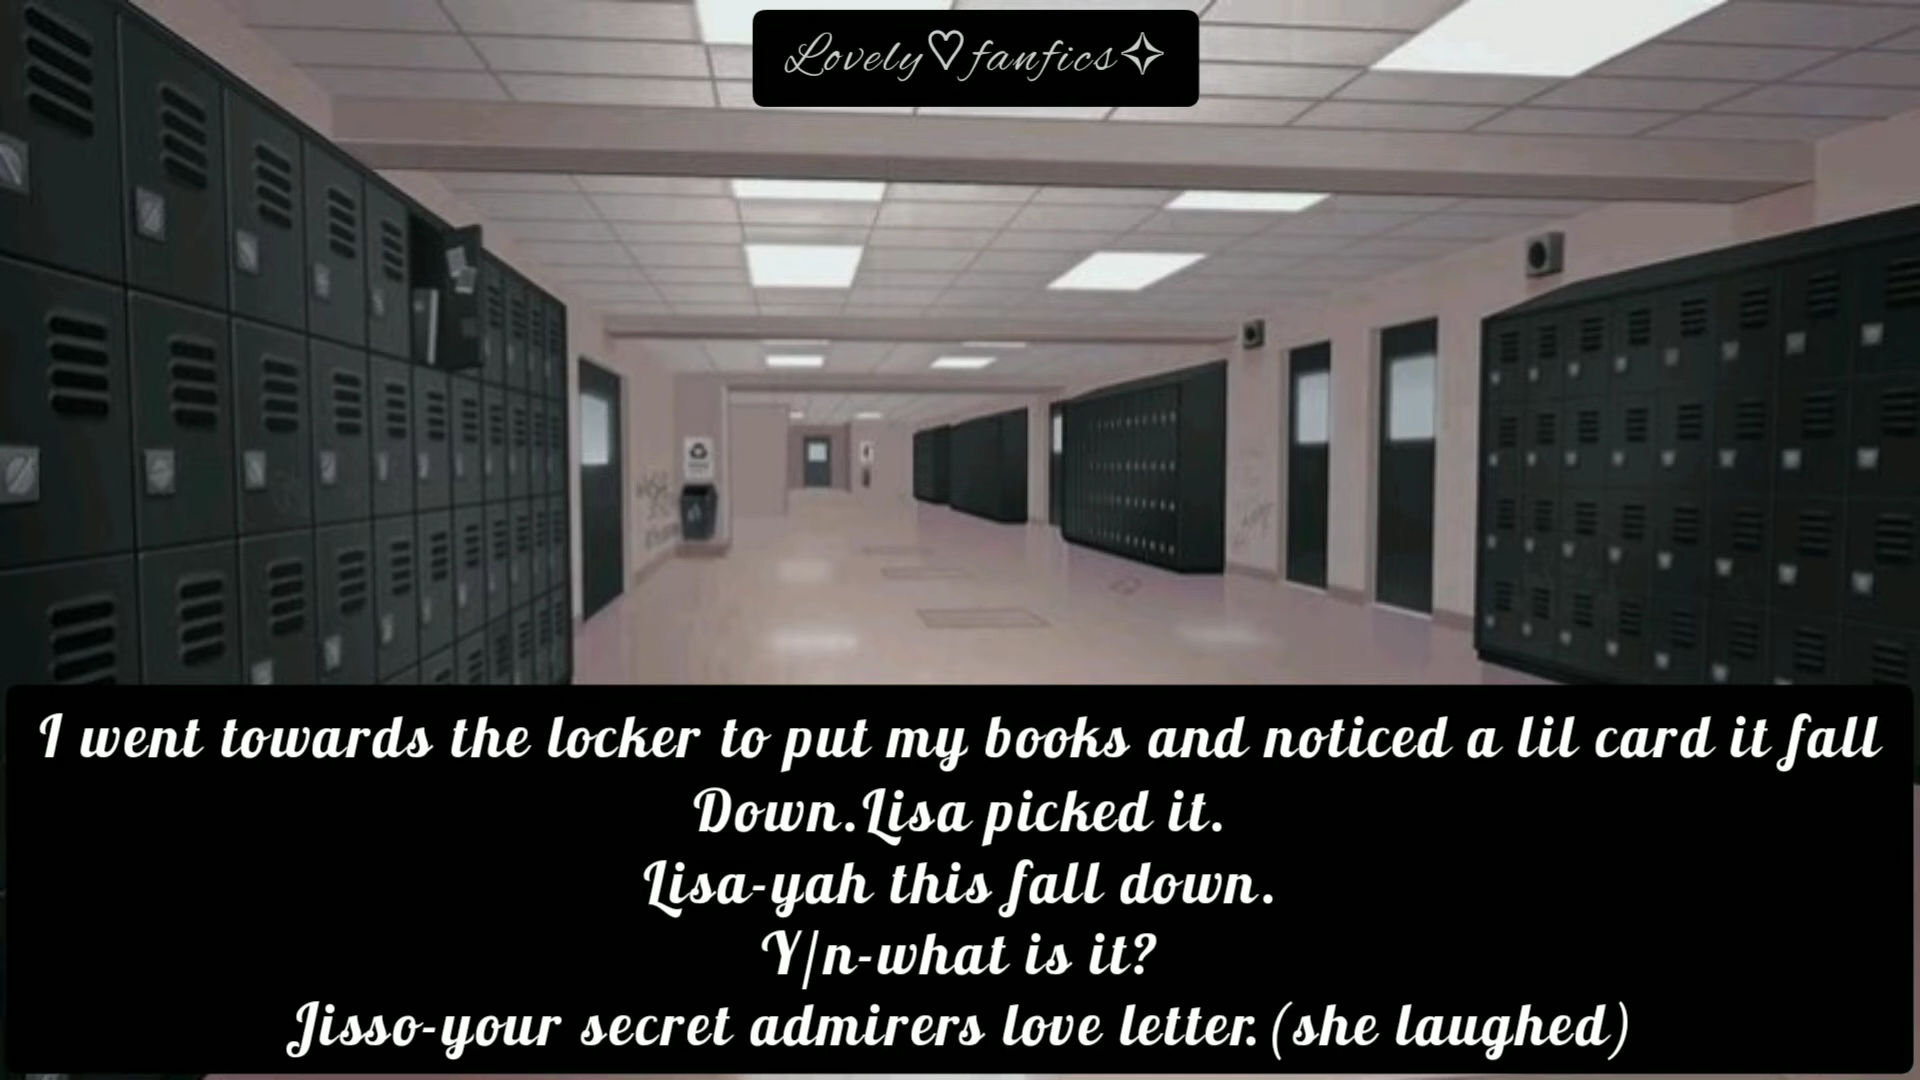 Lovely♡fanfics✧
I went towards the locker to put my books and noticed a lil card it fall
Down.Lisa picked it.
Lisa-yah this fall down.
Y/n-what is it?
Jisso-your secret admirers love letter.(she laughed)